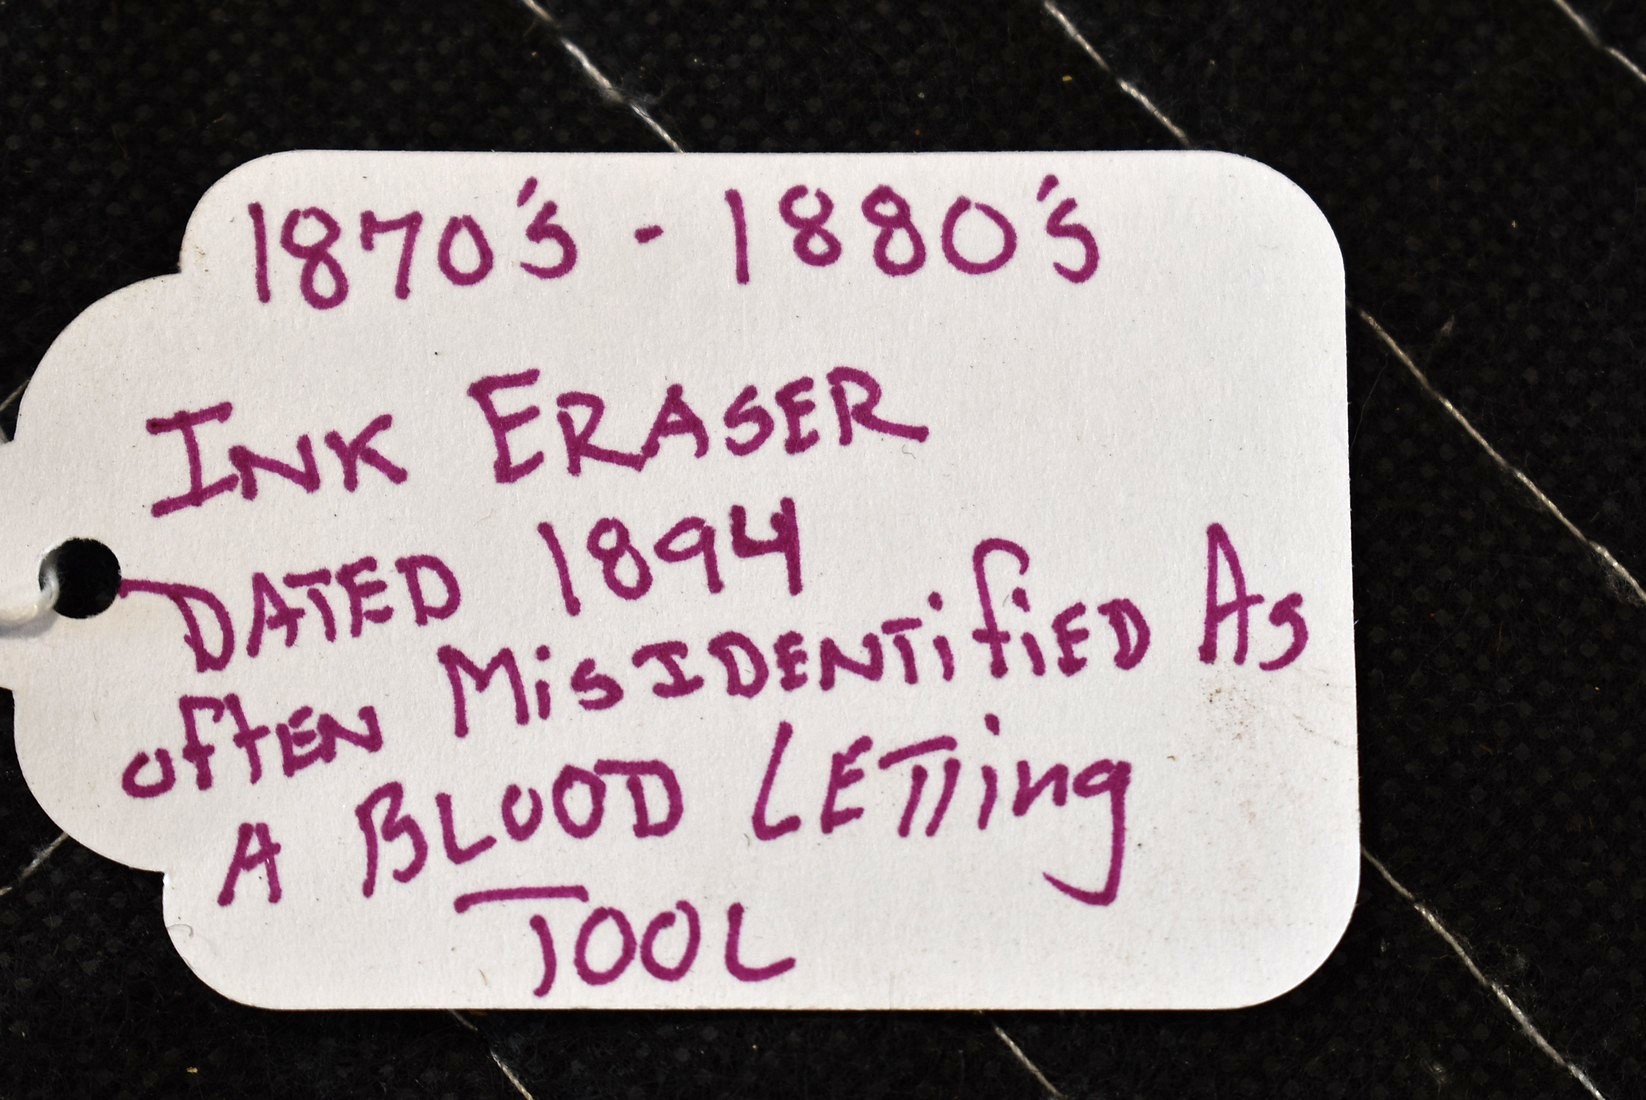 1870's - 1880's
INK ERASER
DATED 1894
often MisIDENTifiED As
A BLOOD LETTing
TOOL